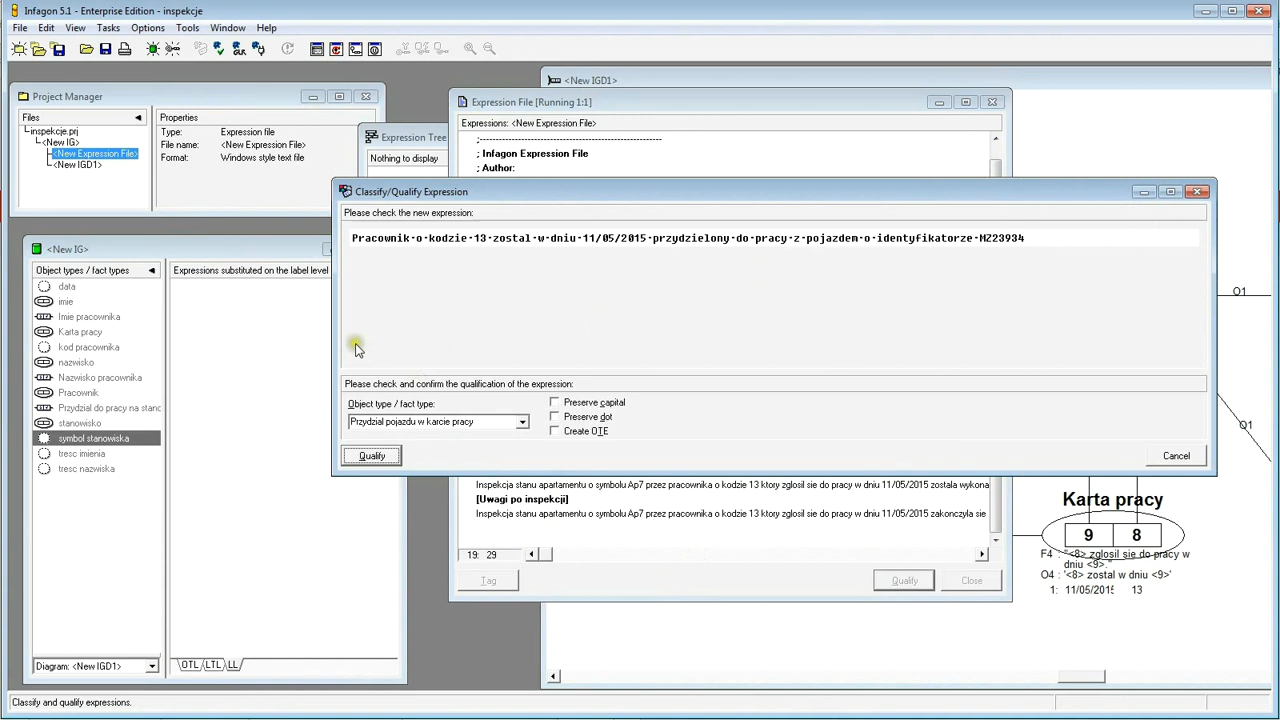 Infagon 5.1 - Enterprise Edition - inspekcje
File Edit View Tasks Options Tools Window Help
<New IGD1>
Project Manager
Files
Properties
inspekcje.prj
<New IG>
<New Expression File>
<New IGD1>
Type: Expression file
File name: <New Expression File>
Format: Windows style text file
Expression Tree
Nothing to display
Expression File [Running 1:1]
Expressions: <New Expression File>
;----------------------------------------------------------
; Infagon Expression File
; Author:
Classify/Qualify Expression
Please check the new expression:
Pracownik-o-kodzie-13-zostal-w-dniu-11/05/2015-przydzielony-do-pracy-z-pojazdem-o-identyfikatorze-MZ23934
Please check and confirm the qualification of the expression:
Object type / fact type:
Przydzial pojazdu w karcie pracy
Preserve capital
Preserve dot
Create OTE
Qualify
Cancel
<New IG>
Object types / fact types
Expressions substituted on the label level
data
imie
Imie pracownika
Karta pracy
kod pracownika
nazwisko
Nazwisko pracownika
Pracownik
Przydzial do pracy na stanc
stanowisko
symbol stanowiska
tresc imienia
tresc nazwiska
OTL LTL LL
Diagram: <New IGD1>
Inspekcja stanu apartamentu o symbolu Ap7 przez pracownika o kodzie 13 ktory zglosil sie do pracy w dniu 11/05/2015 zostala wykona
[Uwagi po inspekcji]
Inspekcja stanu apartamentu o symbolu Ap7 przez pracownika o kodzie 13 ktory zglosil sie do pracy w dniu 11/05/2015 zakonczyla sie
19: 29
Tag
Qualify
Close
O1
O1
Karta pracy
9 8
F4 : "<8> zglosil sie do pracy w
dniu <9>."
O4 : '<8> zostal w dniu <9>'
1: 11/05/2015 13
Classify and qualify expressions.